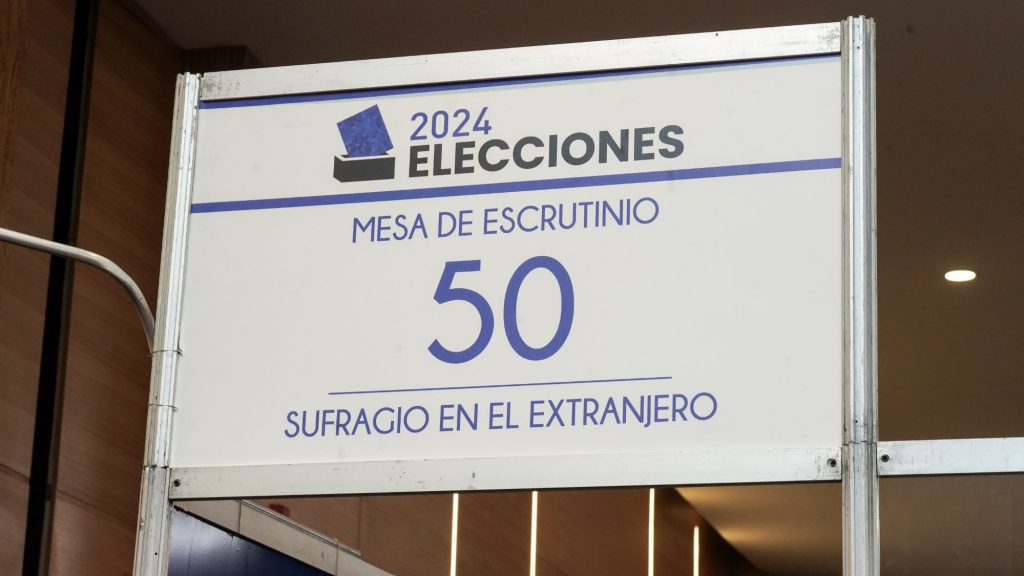 2024
ELECCIONES
MESA DE ESCRUTINIO
50
SUFRAGIO EN EL EXTRANJERO